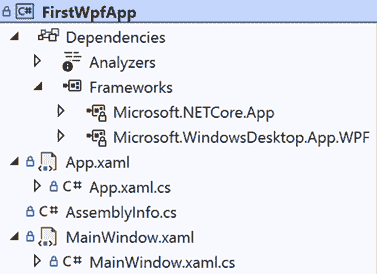 C# FirstWpfApp
Dependencies
Analyzers
Frameworks
Microsoft.NETCore.App
Microsoft.WindowsDesktop.App.WPF
App.xaml
C# App.xaml.cs
C# AssemblyInfo.cs
MainWindow.xaml
C# MainWindow.xaml.cs